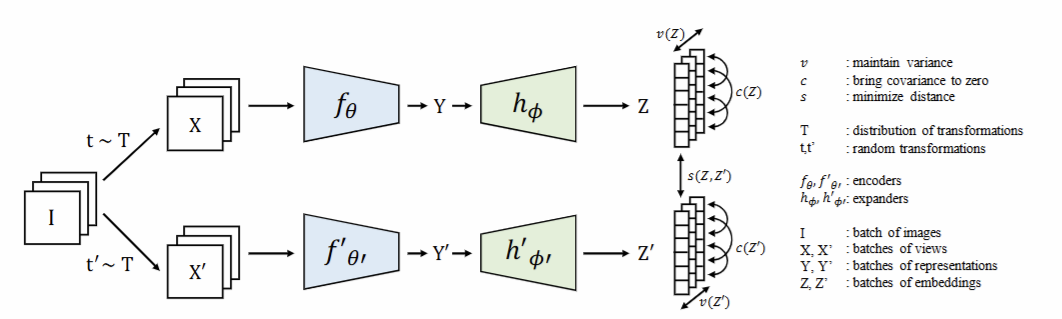 v(Z)
t ~ T
X
f_θ
Y
h_ϕ
Z
c(Z)
I
s(Z, Z′)
t′ ~ T
X′
f′_θ′
Y′
h′_ϕ′
Z′
c(Z′)
v(Z′)
v : maintain variance
c : bring covariance to zero
s : minimize distance
T : distribution of transformations
t,t' : random transformations
f_θ, f′_θ′ : encoders
h_ϕ, h′_ϕ′ : expanders
I : batch of images
X, X' : batches of views
Y, Y' : batches of representations
Z, Z' : batches of embeddings